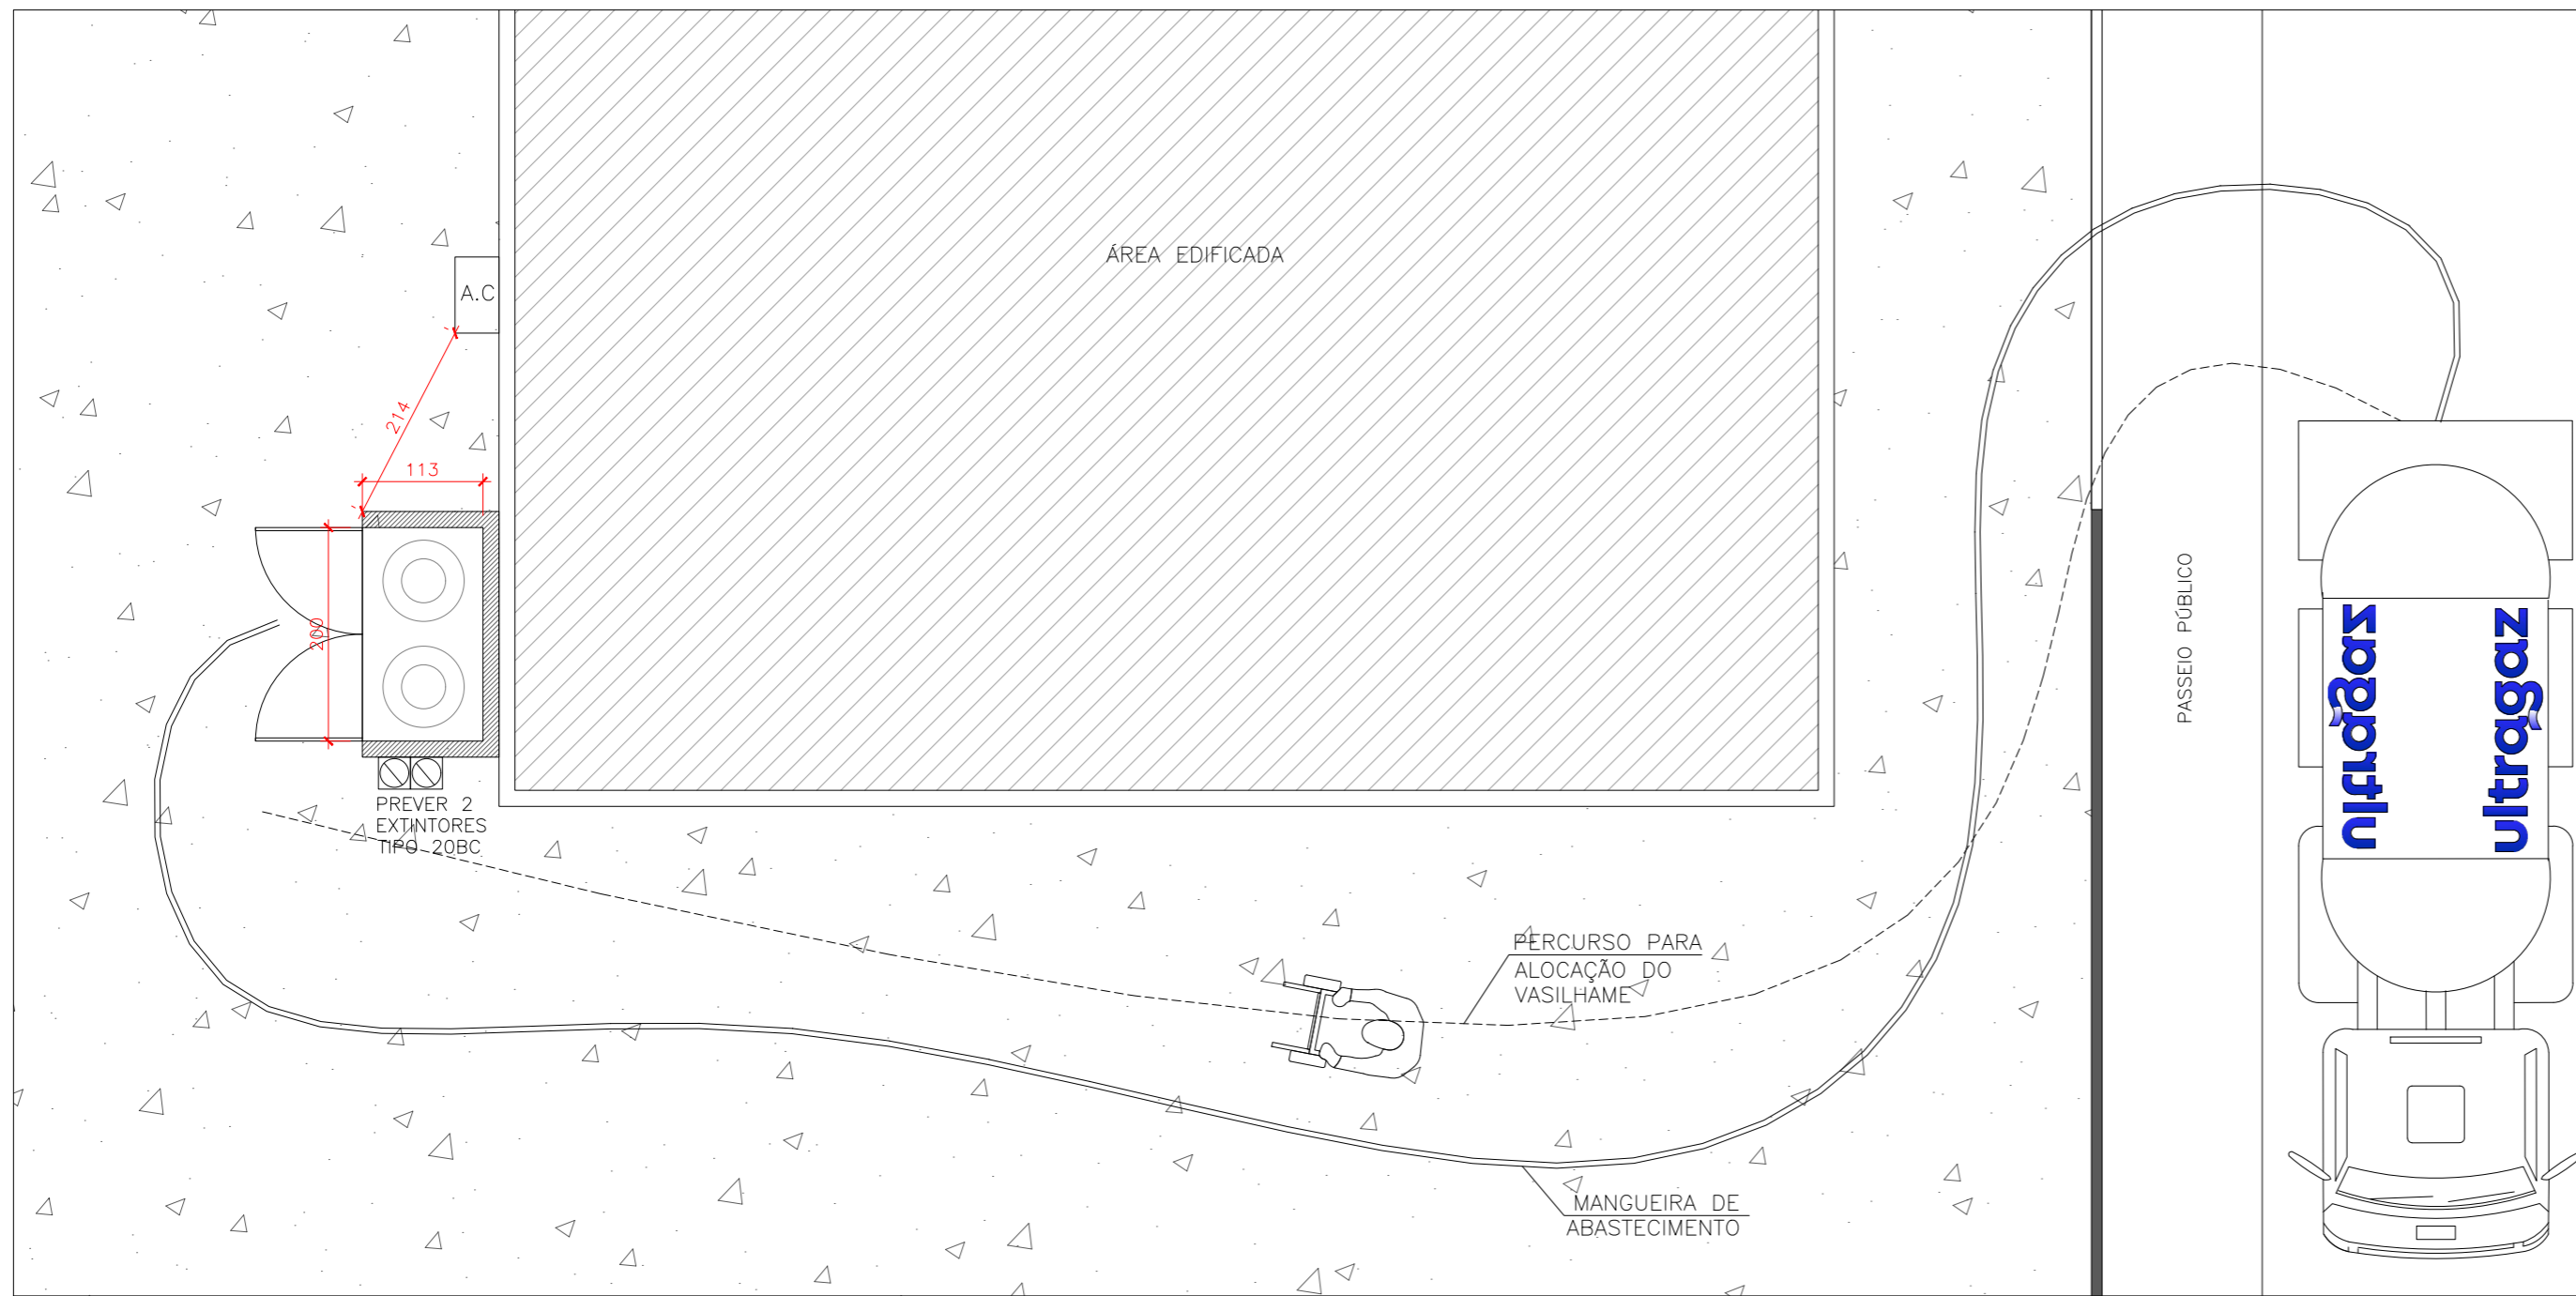 ÁREA EDIFICADA
A.C
214
113
200
PREVER 2
EXTINTORES
TIPO 20BC
PERCURSO PARA
ALOCAÇÃO DO
VASILHAME
MANGUEIRA DE
ABASTECIMENTO
PASSEIO PÚBLICO
ultragaz
ultragaz